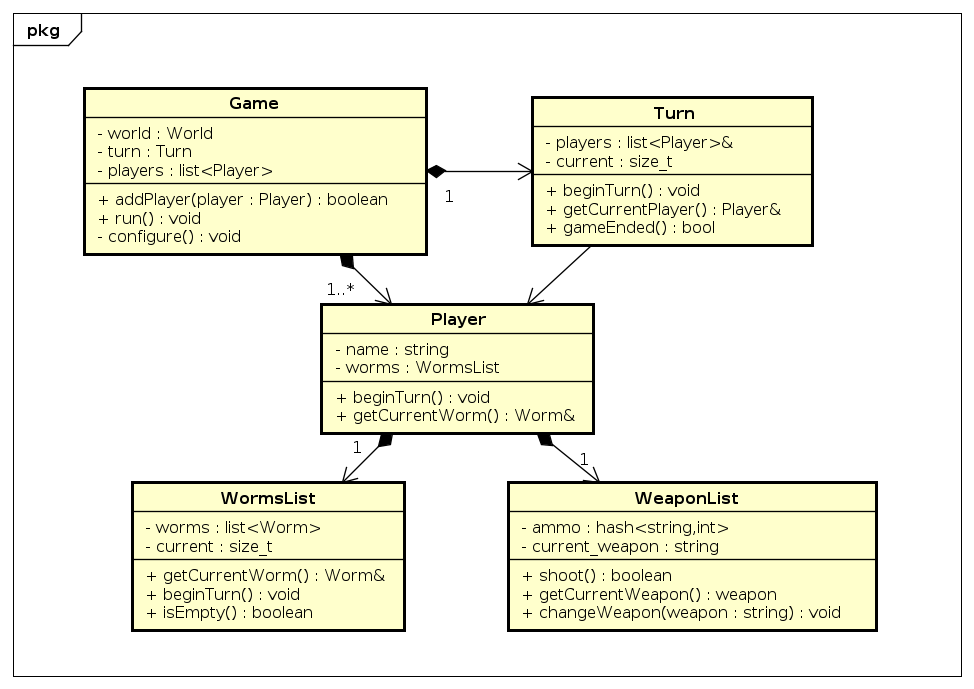 pkg
Game
- world : World
- turn : Turn
- players : list<Player>
+ addPlayer(player : Player) : boolean
+ run() : void
- configure() : void
Turn
- players : list<Player>&
- current : size_t
+ beginTurn() : void
+ getCurrentPlayer() : Player&
+ gameEnded() : bool
1
1..*
Player
- name : string
- worms : WormsList
+ beginTurn() : void
+ getCurrentWorm() : Worm&
1
1
WormsList
- worms : list<Worm>
- current : size_t
+ getCurrentWorm() : Worm&
+ beginTurn() : void
+ isEmpty() : boolean
WeaponList
- ammo : hash<string,int>
- current_weapon : string
+ shoot() : boolean
+ getCurrentWeapon() : weapon
+ changeWeapon(weapon : string) : void